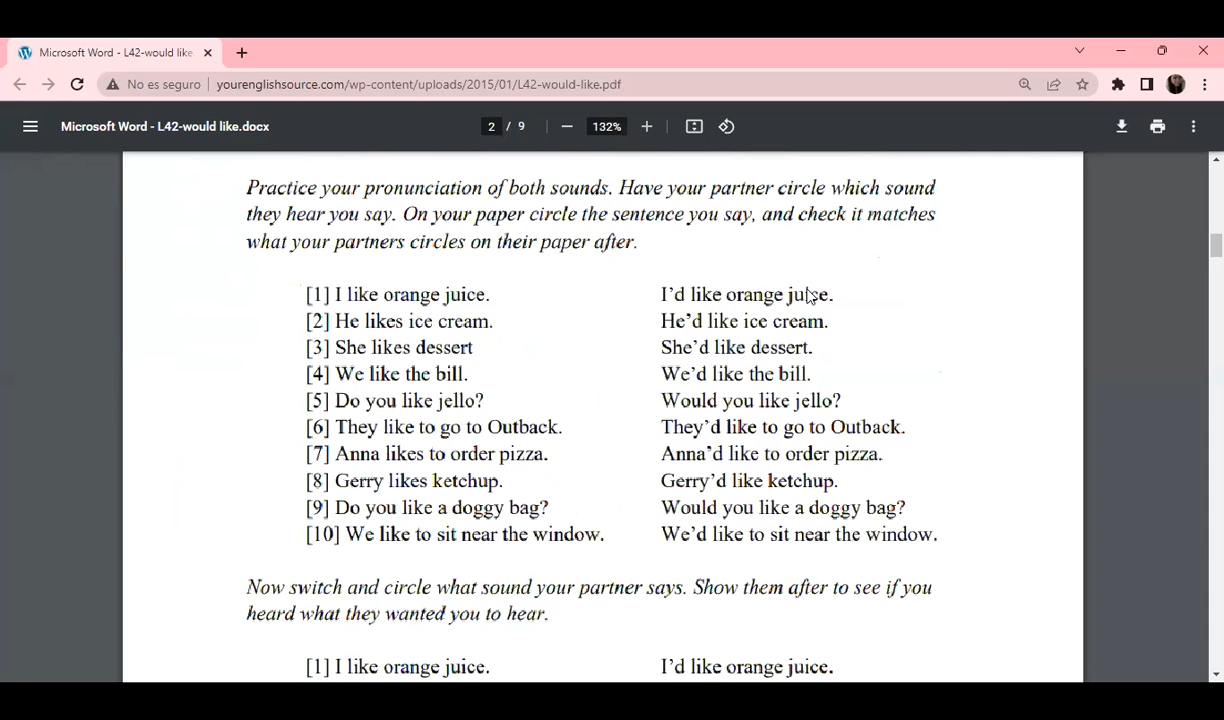 Microsoft Word - L42-would like
No es seguro yourenglishsource.com/wp-content/uploads/2015/01/L42-would-like.pdf
Microsoft Word - L42-would like.docx 2 / 9 132%
Practice your pronunciation of both sounds. Have your partner circle which sound
they hear you say. On your paper circle the sentence you say, and check it matches
what your partners circles on their paper after.
[1] I like orange juice. I'd like orange juice.
[2] He likes ice cream. He'd like ice cream.
[3] She likes dessert She'd like dessert.
[4] We like the bill. We'd like the bill.
[5] Do you like jello? Would you like jello?
[6] They like to go to Outback. They'd like to go to Outback.
[7] Anna likes to order pizza. Anna'd like to order pizza.
[8] Gerry likes ketchup. Gerry'd like ketchup.
[9] Do you like a doggy bag? Would you like a doggy bag?
[10] We like to sit near the window. We'd like to sit near the window.
Now switch and circle what sound your partner says. Show them after to see if you
heard what they wanted you to hear.
[1] I like orange juice. I'd like orange juice.